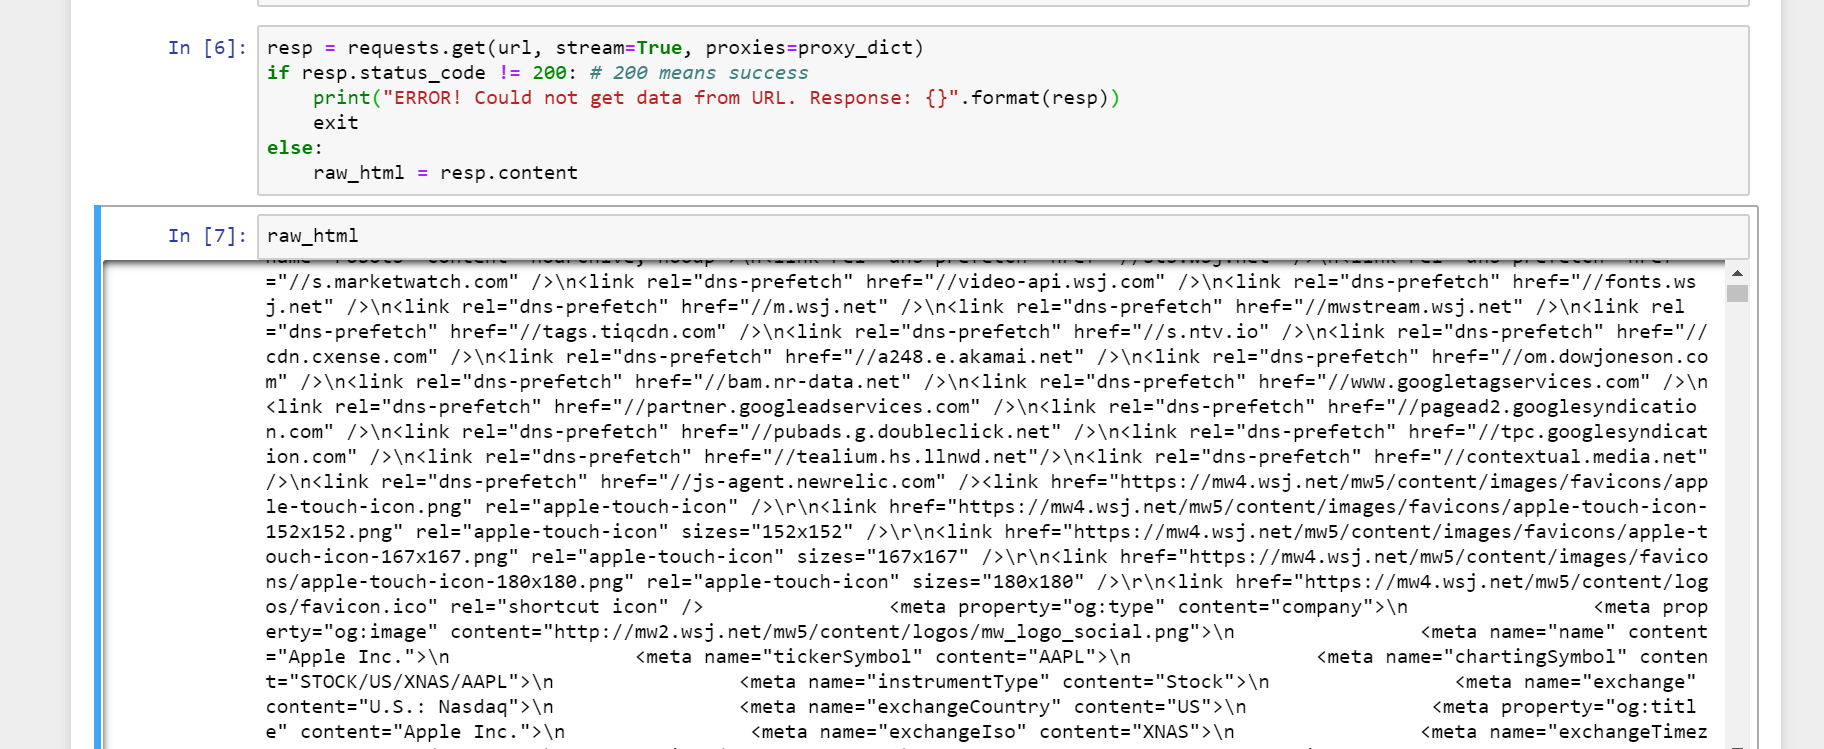 In [6]:
resp = requests.get(url, stream=True, proxies=proxy_dict)
if resp.status_code != 200: # 200 means success
    print("ERROR! Could not get data from URL. Response: {}".format(resp))
    exit
else:
    raw_html = resp.content
In [7]:
raw_html
="//s.marketwatch.com" />\n<link rel="dns-prefetch" href="//video-api.wsj.com" />\n<link rel="dns-prefetch" href="//fonts.ws
j.net" />\n<link rel="dns-prefetch" href="//m.wsj.net" />\n<link rel="dns-prefetch" href="//mwstream.wsj.net" />\n<link rel
="dns-prefetch" href="//tags.tiqcdn.com" />\n<link rel="dns-prefetch" href="//s.ntv.io" />\n<link rel="dns-prefetch" href="//
cdn.cxense.com" />\n<link rel="dns-prefetch" href="//a248.e.akamai.net" />\n<link rel="dns-prefetch" href="//om.dowjoneson.co
m" />\n<link rel="dns-prefetch" href="//bam.nr-data.net" />\n<link rel="dns-prefetch" href="//www.googletagservices.com" />\n
<link rel="dns-prefetch" href="//partner.googleadservices.com" />\n<link rel="dns-prefetch" href="//pagead2.googlesyndicatio
n.com" />\n<link rel="dns-prefetch" href="//pubads.g.doubleclick.net" />\n<link rel="dns-prefetch" href="//tpc.googlesyndicat
ion.com" />\n<link rel="dns-prefetch" href="//tealium.hs.llnwd.net"/>\n<link rel="dns-prefetch" href="//contextual.media.net"
/>\n<link rel="dns-prefetch" href="//js-agent.newrelic.com" /><link href="https://mw4.wsj.net/mw5/content/images/favicons/app
le-touch-icon.png" rel="apple-touch-icon" />\r\n<link href="https://mw4.wsj.net/mw5/content/images/favicons/apple-touch-icon-
152x152.png" rel="apple-touch-icon" sizes="152x152" />\r\n<link href="https://mw4.wsj.net/mw5/content/images/favicons/apple-t
ouch-icon-167x167.png" rel="apple-touch-icon" sizes="167x167" />\r\n<link href="https://mw4.wsj.net/mw5/content/images/favico
ns/apple-touch-icon-180x180.png" rel="apple-touch-icon" sizes="180x180" />\r\n<link href="https://mw4.wsj.net/mw5/content/log
os/favicon.ico" rel="shortcut icon" />                <meta property="og:type" content="company">\n                <meta prop
erty="og:image" content="http://mw2.wsj.net/mw5/content/logos/mw_logo_social.png">\n                <meta name="name" content
="Apple Inc.">\n                <meta name="tickerSymbol" content="AAPL">\n                <meta name="chartingSymbol" conten
t="STOCK/US/XNAS/AAPL">\n                <meta name="instrumentType" content="Stock">\n                <meta name="exchange"
content="U.S.: Nasdaq">\n                <meta name="exchangeCountry" content="US">\n                <meta property="og:titl
e" content="Apple Inc.">\n                <meta name="exchangeIso" content="XNAS">\n                <meta name="exchangeTimez